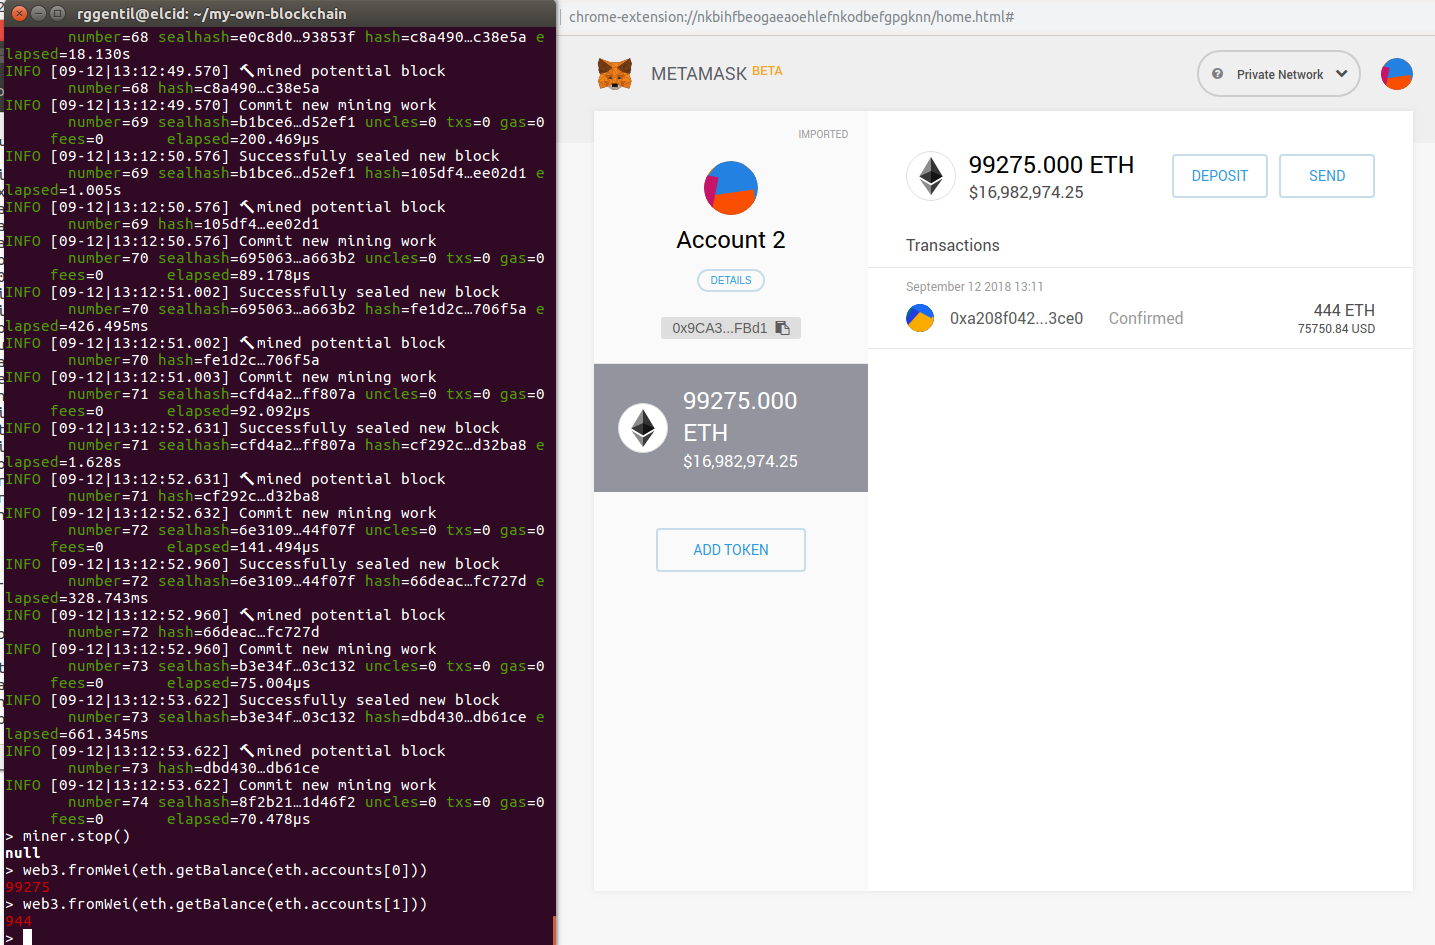 rggentil@elcid: ~/my-own-blockchain
number=68 sealhash=e0c8d0…93853f hash=c8a490…c38e5a e
lapsed=18.130s
INFO [09-12|13:12:49.570] 🔨mined potential block
number=68 hash=c8a490…c38e5a
INFO [09-12|13:12:49.570] Commit new mining work
number=69 sealhash=b1bce6…d52ef1 uncles=0 txs=0 gas=0
fees=0 elapsed=200.469µs
INFO [09-12|13:12:50.576] Successfully sealed new block
number=69 sealhash=b1bce6…d52ef1 hash=105df4…ee02d1 e
lapsed=1.005s
INFO [09-12|13:12:50.576] 🔨mined potential block
number=69 hash=105df4…ee02d1
INFO [09-12|13:12:50.576] Commit new mining work
number=70 sealhash=695063…a663b2 uncles=0 txs=0 gas=0
fees=0 elapsed=89.178µs
INFO [09-12|13:12:51.002] Successfully sealed new block
number=70 sealhash=695063…a663b2 hash=fe1d2c…706f5a e
lapsed=426.495ms
INFO [09-12|13:12:51.002] 🔨mined potential block
number=70 hash=fe1d2c…706f5a
INFO [09-12|13:12:51.003] Commit new mining work
number=71 sealhash=cfd4a2…ff807a uncles=0 txs=0 gas=0
fees=0 elapsed=92.092µs
INFO [09-12|13:12:52.631] Successfully sealed new block
number=71 sealhash=cfd4a2…ff807a hash=cf292c…d32ba8 e
lapsed=1.628s
INFO [09-12|13:12:52.631] 🔨mined potential block
number=71 hash=cf292c…d32ba8
INFO [09-12|13:12:52.632] Commit new mining work
number=72 sealhash=6e3109…44f07f uncles=0 txs=0 gas=0
fees=0 elapsed=141.494µs
INFO [09-12|13:12:52.960] Successfully sealed new block
number=72 sealhash=6e3109…44f07f hash=66deac…fc727d e
lapsed=328.743ms
INFO [09-12|13:12:52.960] 🔨mined potential block
number=72 hash=66deac…fc727d
INFO [09-12|13:12:52.960] Commit new mining work
number=73 sealhash=b3e34f…03c132 uncles=0 txs=0 gas=0
fees=0 elapsed=75.004µs
INFO [09-12|13:12:53.622] Successfully sealed new block
number=73 sealhash=b3e34f…03c132 hash=dbd430…db61ce e
lapsed=661.345ms
INFO [09-12|13:12:53.622] 🔨mined potential block
number=73 hash=dbd430…db61ce
INFO [09-12|13:12:53.622] Commit new mining work
number=74 sealhash=8f2b21…1d46f2 uncles=0 txs=0 gas=0
fees=0 elapsed=70.478µs
> miner.stop()
null
> web3.fromWei(eth.getBalance(eth.accounts[0]))
99275
> web3.fromWei(eth.getBalance(eth.accounts[1]))
944
>
chrome-extension://nkbihfbeogaeaoehlefnkodbefgpgknn/home.html#
METAMASK BETA
Private Network
IMPORTED
Account 2
DETAILS
0x9CA3...FBd1
99275.000
ETH
$16,982,974.25
ADD TOKEN
99275.000 ETH
$16,982,974.25
DEPOSIT
SEND
Transactions
September 12 2018 13:11
0xa208f042...3ce0 Confirmed 444 ETH
75750.84 USD